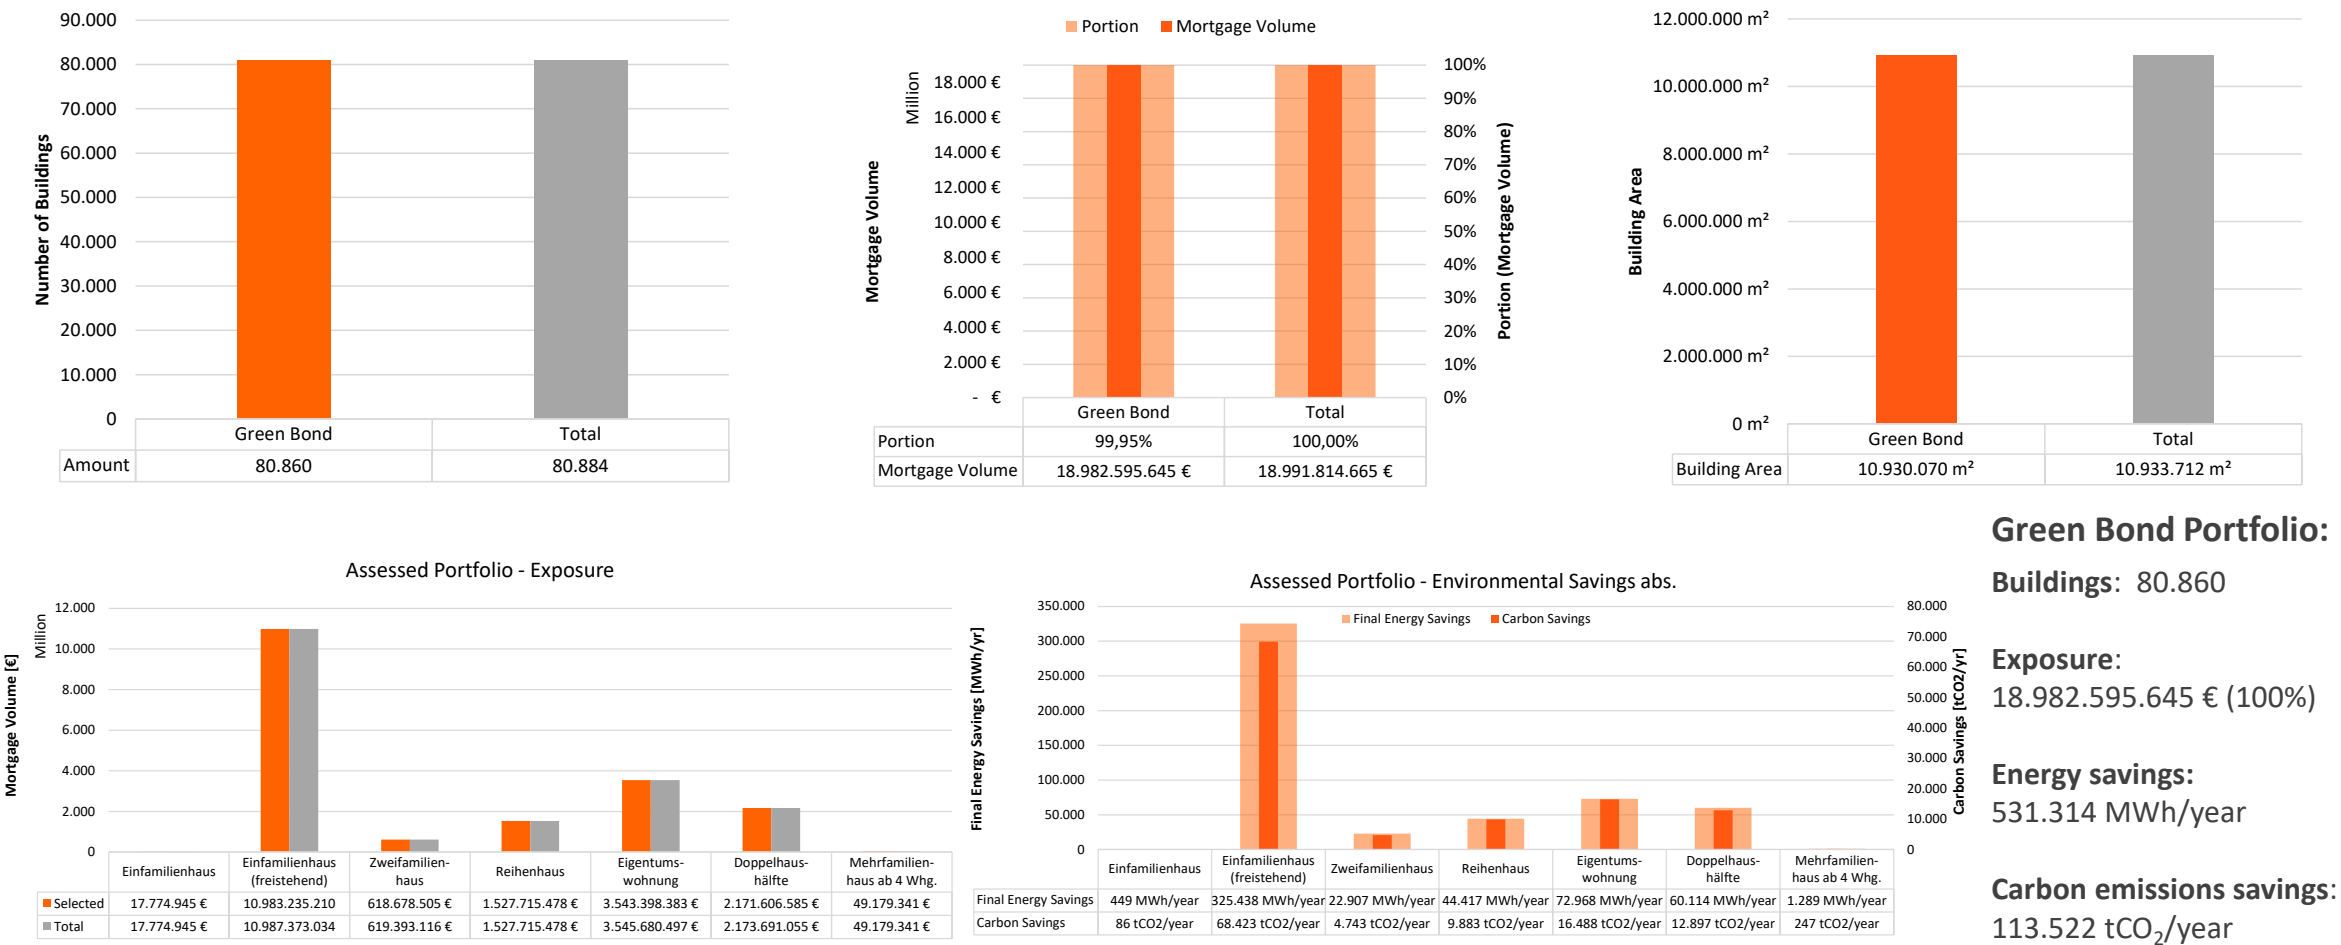 90.000
80.000
70.000
60.000
50.000
40.000
30.000
20.000
10.000
0
Number of Buildings
Green Bond Total
Amount 80.860 80.884
Portion Mortgage Volume
Million
18.000 €
16.000 €
14.000 €
12.000 €
10.000 €
8.000 €
6.000 €
4.000 €
2.000 €
- €
Mortgage Volume
100%
90%
80%
70%
60%
50%
40%
30%
20%
10%
0%
Portion (Mortgage Volume)
Green Bond Total
Portion 99,95% 100,00%
Mortgage Volume 18.982.595.645 € 18.991.814.665 €
12.000.000 m²
10.000.000 m²
8.000.000 m²
6.000.000 m²
4.000.000 m²
2.000.000 m²
0 m²
Building Area
Green Bond Total
Building Area 10.930.070 m² 10.933.712 m²
Assessed Portfolio - Exposure
Mortgage Volume [€]
Million
12.000
10.000
8.000
6.000
4.000
2.000
0
Einfamilienhaus Einfamilienhaus (freistehend) Zweifamilien-haus Reihenhaus Eigentums-wohnung Doppelhaus-hälfte Mehrfamilien-haus ab 4 Whg.
Selected 17.774.945 € 10.983.235.210 618.678.505 € 1.527.715.478 € 3.543.398.383 € 2.171.606.585 € 49.179.341 €
Total 17.774.945 € 10.987.373.034 619.393.116 € 1.527.715.478 € 3.545.680.497 € 2.173.691.055 € 49.179.341 €
Assessed Portfolio - Environmental Savings abs.
Final Energy Savings Carbon Savings
Final Energy Savings [MWh/yr]
350.000
300.000
250.000
200.000
150.000
100.000
50.000
0
80.000
70.000
60.000
50.000
40.000
30.000
20.000
10.000
0
Carbon Savings [tCO2/yr]
Einfamilienhaus Einfamilienhaus (freistehend) Zweifamilienhaus Reihenhaus Eigentums-wohnung Doppelhaus-hälfte Mehrfamilien-haus ab 4 Whg.
Final Energy Savings 449 MWh/year 325.438 MWh/year 22.907 MWh/year 44.417 MWh/year 72.968 MWh/year 60.114 MWh/year 1.289 MWh/year
Carbon Savings 86 tCO2/year 68.423 tCO2/year 4.743 tCO2/year 9.883 tCO2/year 16.488 tCO2/year 12.897 tCO2/year 247 tCO2/year
Green Bond Portfolio:
Buildings: 80.860
Exposure:
18.982.595.645 € (100%)
Energy savings:
531.314 MWh/year
Carbon emissions savings:
113.522 tCO₂/year